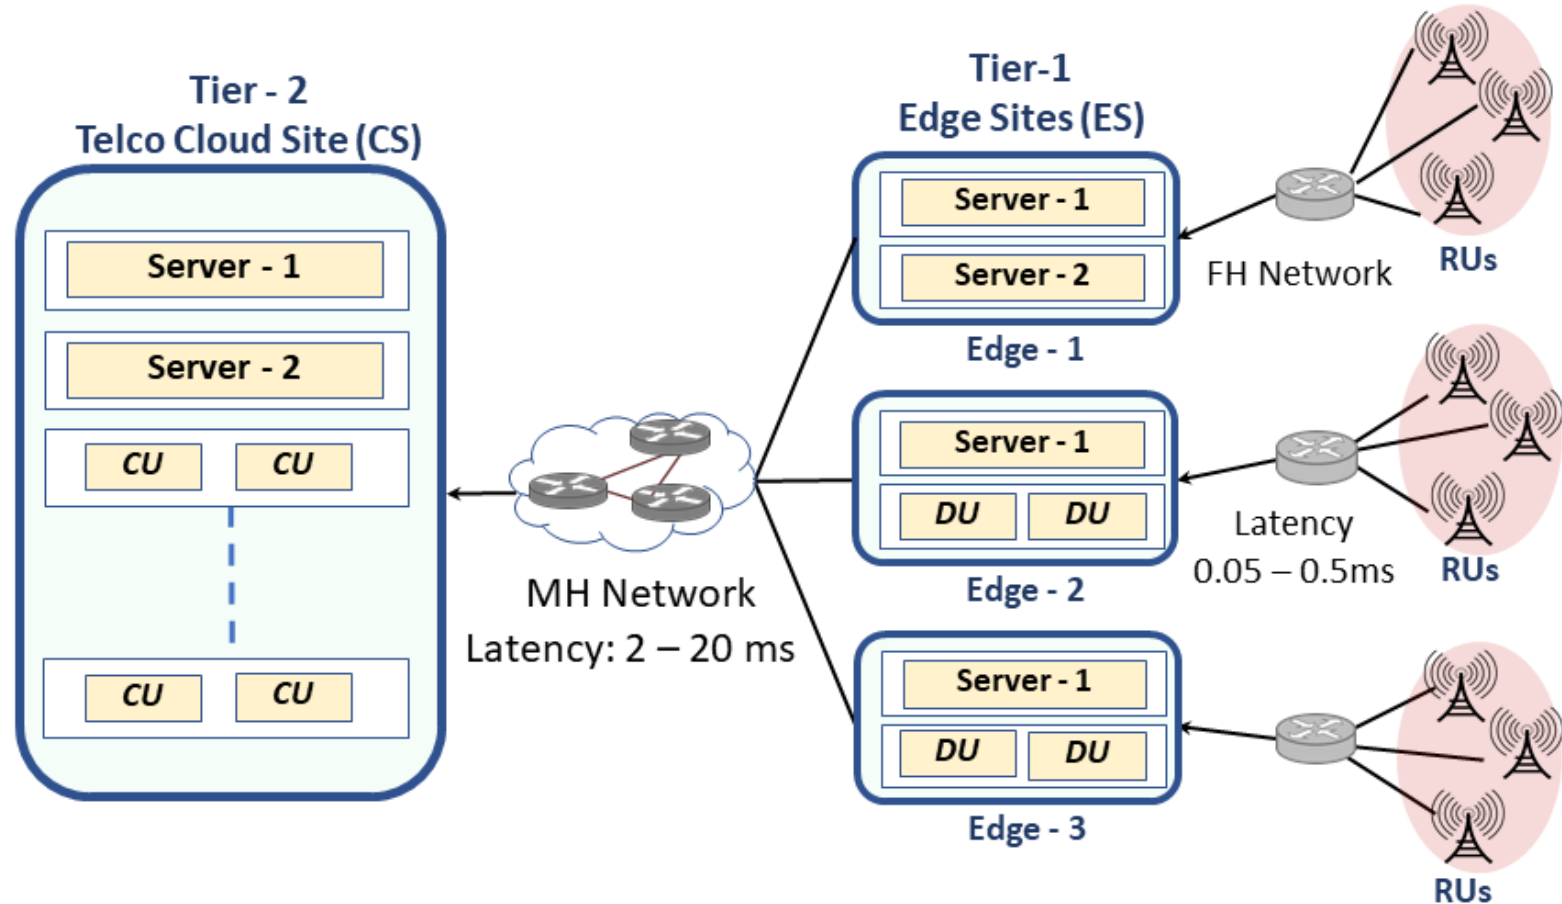 Tier - 2
Telco Cloud Site (CS)
Server - 1
Server - 2
CU CU
CU CU
MH Network
Latency: 2 – 20 ms
Tier-1
Edge Sites (ES)
Server - 1
Server - 2
Edge - 1
Server - 1
DU DU
Edge - 2
Server - 1
DU DU
Edge - 3
FH Network
RUs
Latency
0.05 – 0.5ms
RUs
RUs